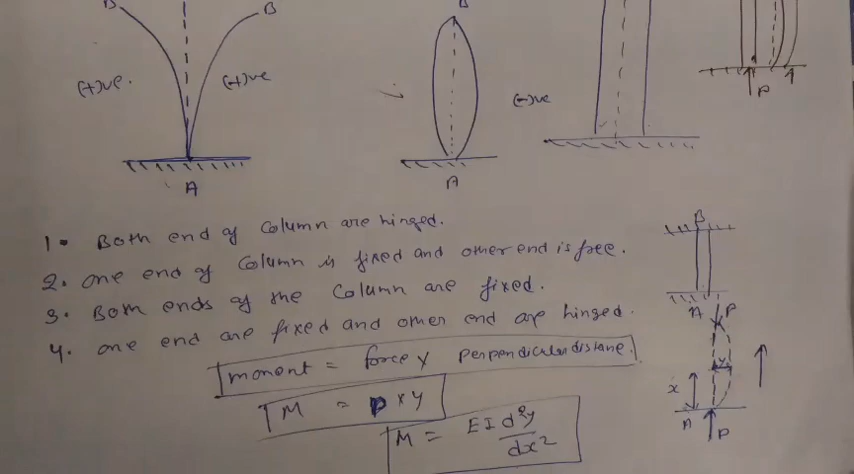 B B B
(+)ve. (+)ve (-)ve P
A A
1. Both end of Column are hinged.
B
2. one end of Column is fixed and other end is free.
3. Both ends of the Column are fixed.
A P
4. one end are fixed and other end are hinged.
moment = force x perpendicular distance.
y
x
M = P x y
A P
M = EI d²y/dx²